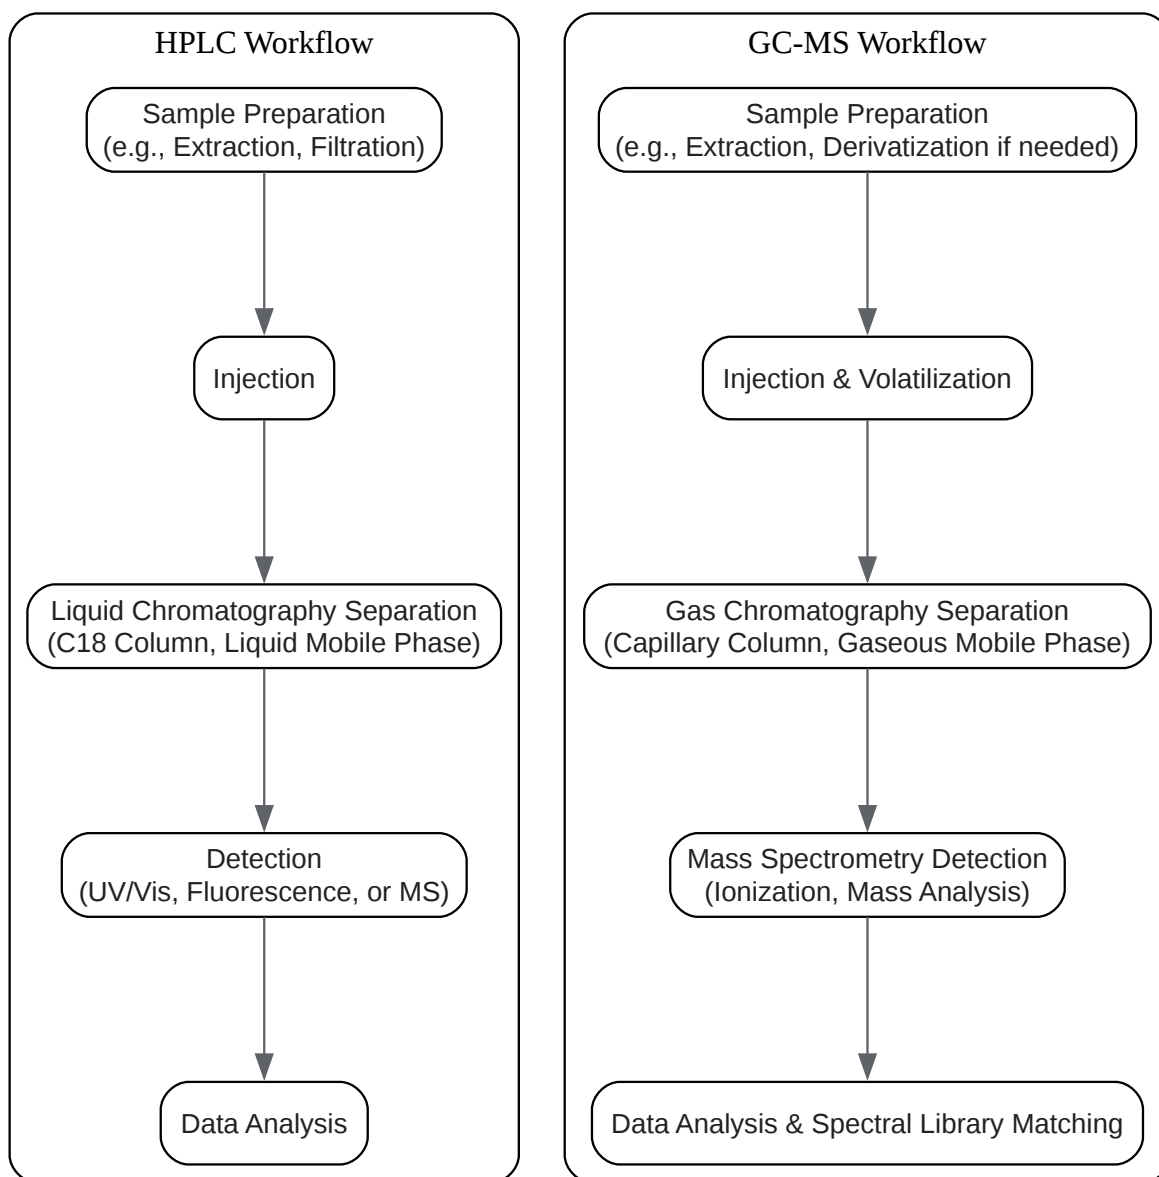 HPLC Workflow
Sample Preparation
(e.g., Extraction, Filtration)
Injection
Liquid Chromatography Separation
(C18 Column, Liquid Mobile Phase)
Detection
(UV/Vis, Fluorescence, or MS)
Data Analysis
GC-MS Workflow
Sample Preparation
(e.g., Extraction, Derivatization if needed)
Injection & Volatilization
Gas Chromatography Separation
(Capillary Column, Gaseous Mobile Phase)
Mass Spectrometry Detection
(Ionization, Mass Analysis)
Data Analysis & Spectral Library Matching